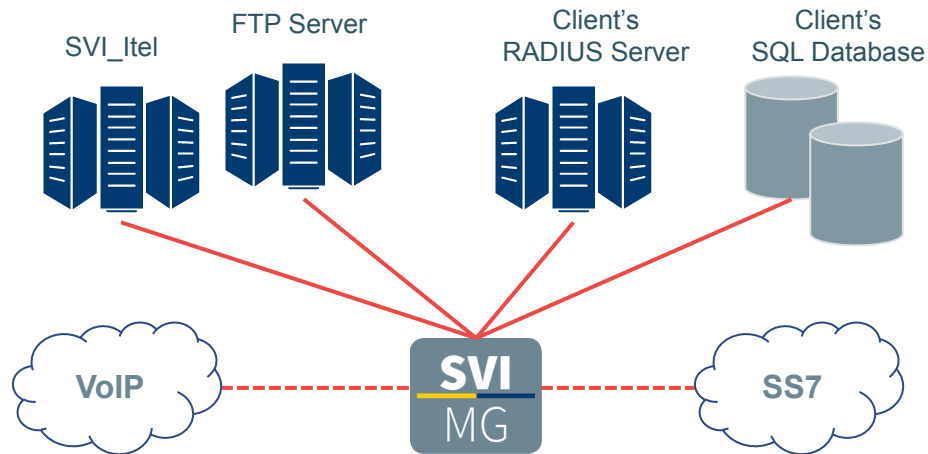 SVI_Itel
FTP Server
Client's
RADIUS Server
Client's
SQL Database
VoIP
SVI
MG
SS7